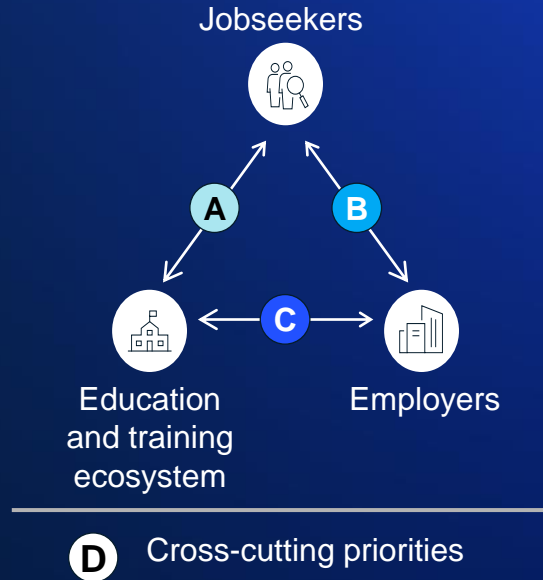 Jobseekers
A
B
C
Education
and training
ecosystem
Employers
D Cross-cutting priorities